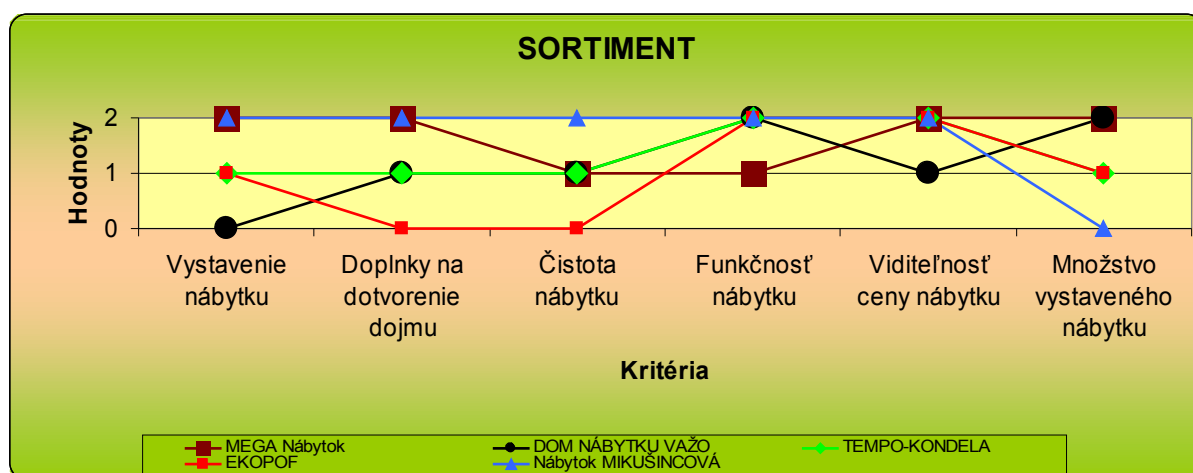 SORTIMENT
Hodnoty
2
1
0
Vystavenie
nábytku
Doplnky na
dotvorenie
dojmu
Čistota
nábytku
Funkčnosť
nábytku
Viditeľnosť
ceny nábytku
Množstvo
vystaveného
nábytku
Kritéria
MEGA Nábytok
DOM NÁBYTKU VAŽO
TEMPO-KONDELA
EKOPOF
Nábytok MIKUŠINCOVÁ